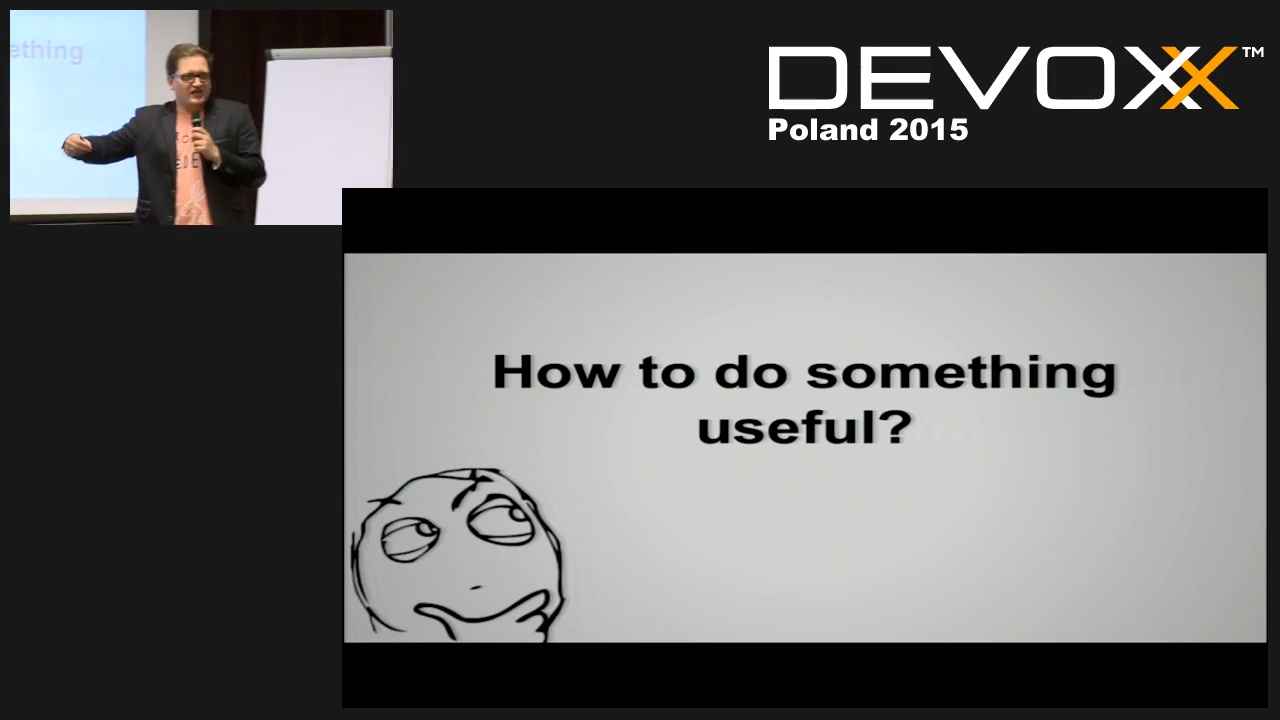 ething
DEVOXX™
Poland 2015
How to do something
useful?